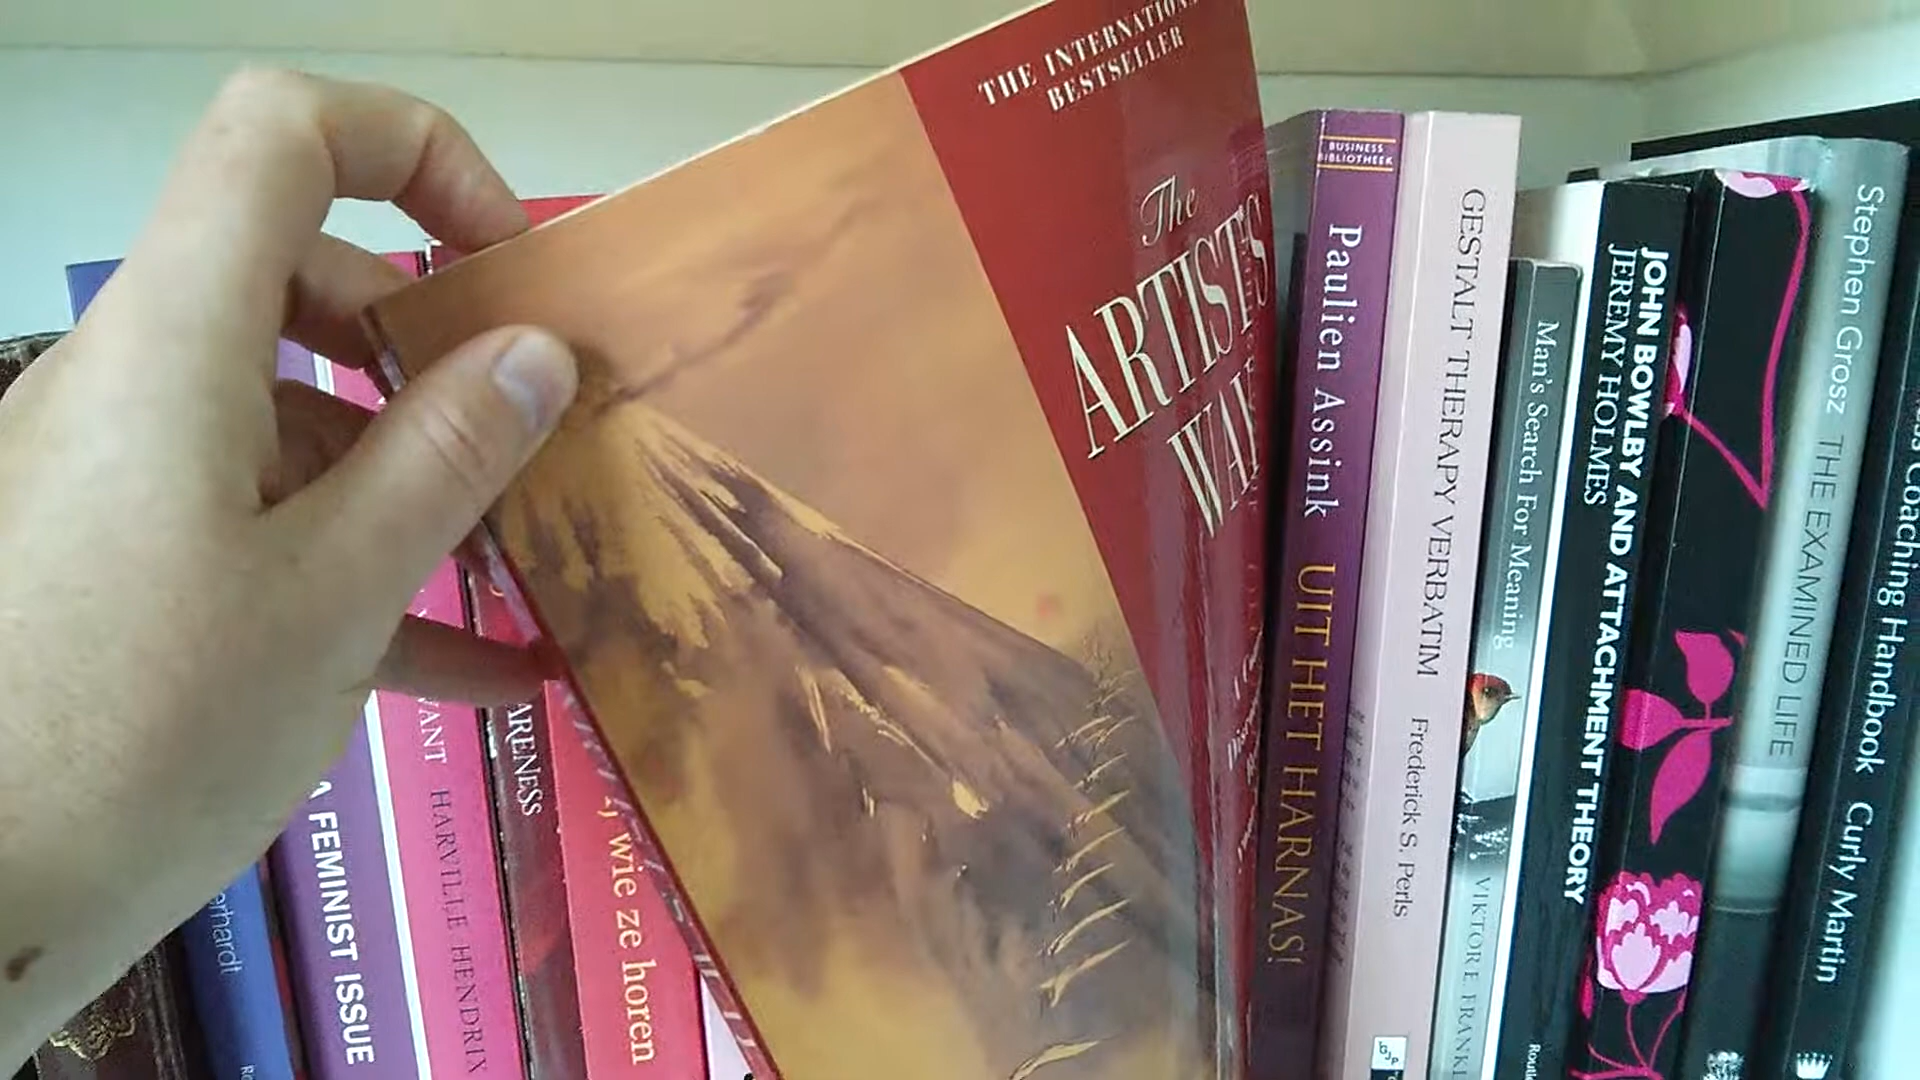 THE INTERNATIONAL
BESTSELLER
The
ARTIST'S
WAY
BUSINESS
BIBLIOTHEEK
Paulien Assink UIT HET HARNAS!
GESTALT THERAPY VERBATIM Frederick S. Perls
Man's Search For Meaning VIKTOR E. FRANKL
JOHN BOWLBY AND ATTACHMENT THEORY
JEREMY HOLMES
Stephen Grosz THE EXAMINED LIFE
Coaching Handbook Curly Martin
erhardt
A FEMINIST ISSUE
WANT HARVILLE HENDRIX
ARENESS
, wie ze horen